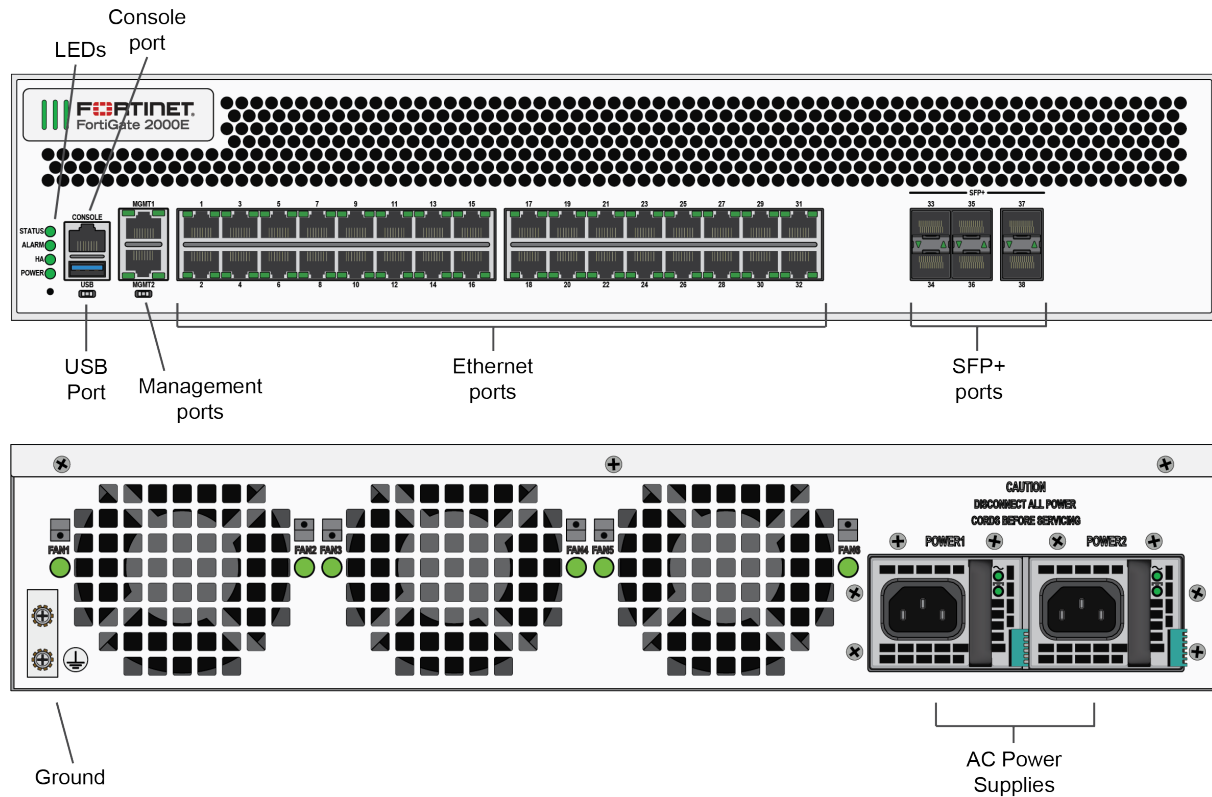 Console
port
LEDs
FORTINET
FortiGate 2000E
SFP+
CONSOLE MGMT1 1 3 5 7 9 11 13 15 17 19 21 23 25 27 29 31 33 35 37
STATUS
ALARM
HA
POWER
USB MGMT2 2 4 6 8 10 12 14 16 18 20 22 24 26 28 30 32 34 36 38
USB
Port
Management
ports
Ethernet
ports
SFP+
ports
CAUTION
DISCONNECT ALL POWER
CORDS BEFORE SERVICING
POWER1 POWER2
FAN1 FAN2 FAN3 FAN4 FAN5 FAN6
Ground
AC Power
Supplies